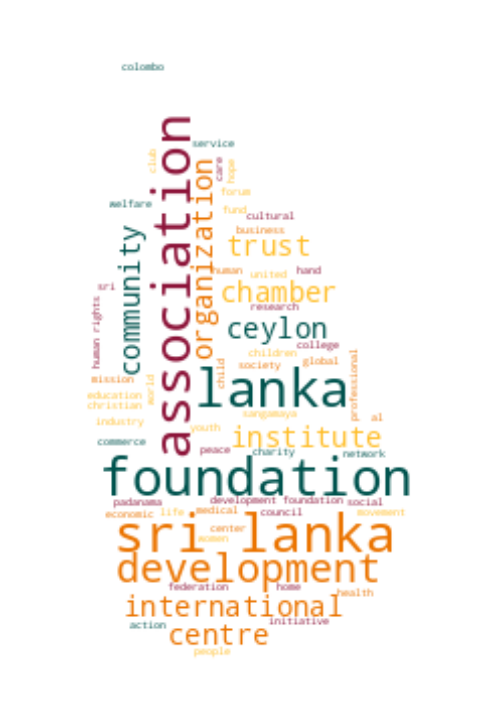 colombo
association
service
club
organization
care
hope
forum
welfare
fund
cultural
community
business
trust
human
united
hand
sri
chamber
human rights
research
ceylon
college
children
global
society
child
professional
mission
world
lanka
education
christian
sangamaya
al
industry
youth
institute
commerce
peace
charity
network
foundation
padanama
development foundation
social
economic
life
medical
council
movement
sri lanka
center
women
development
federation
home
health
international
action
initiative
centre
people